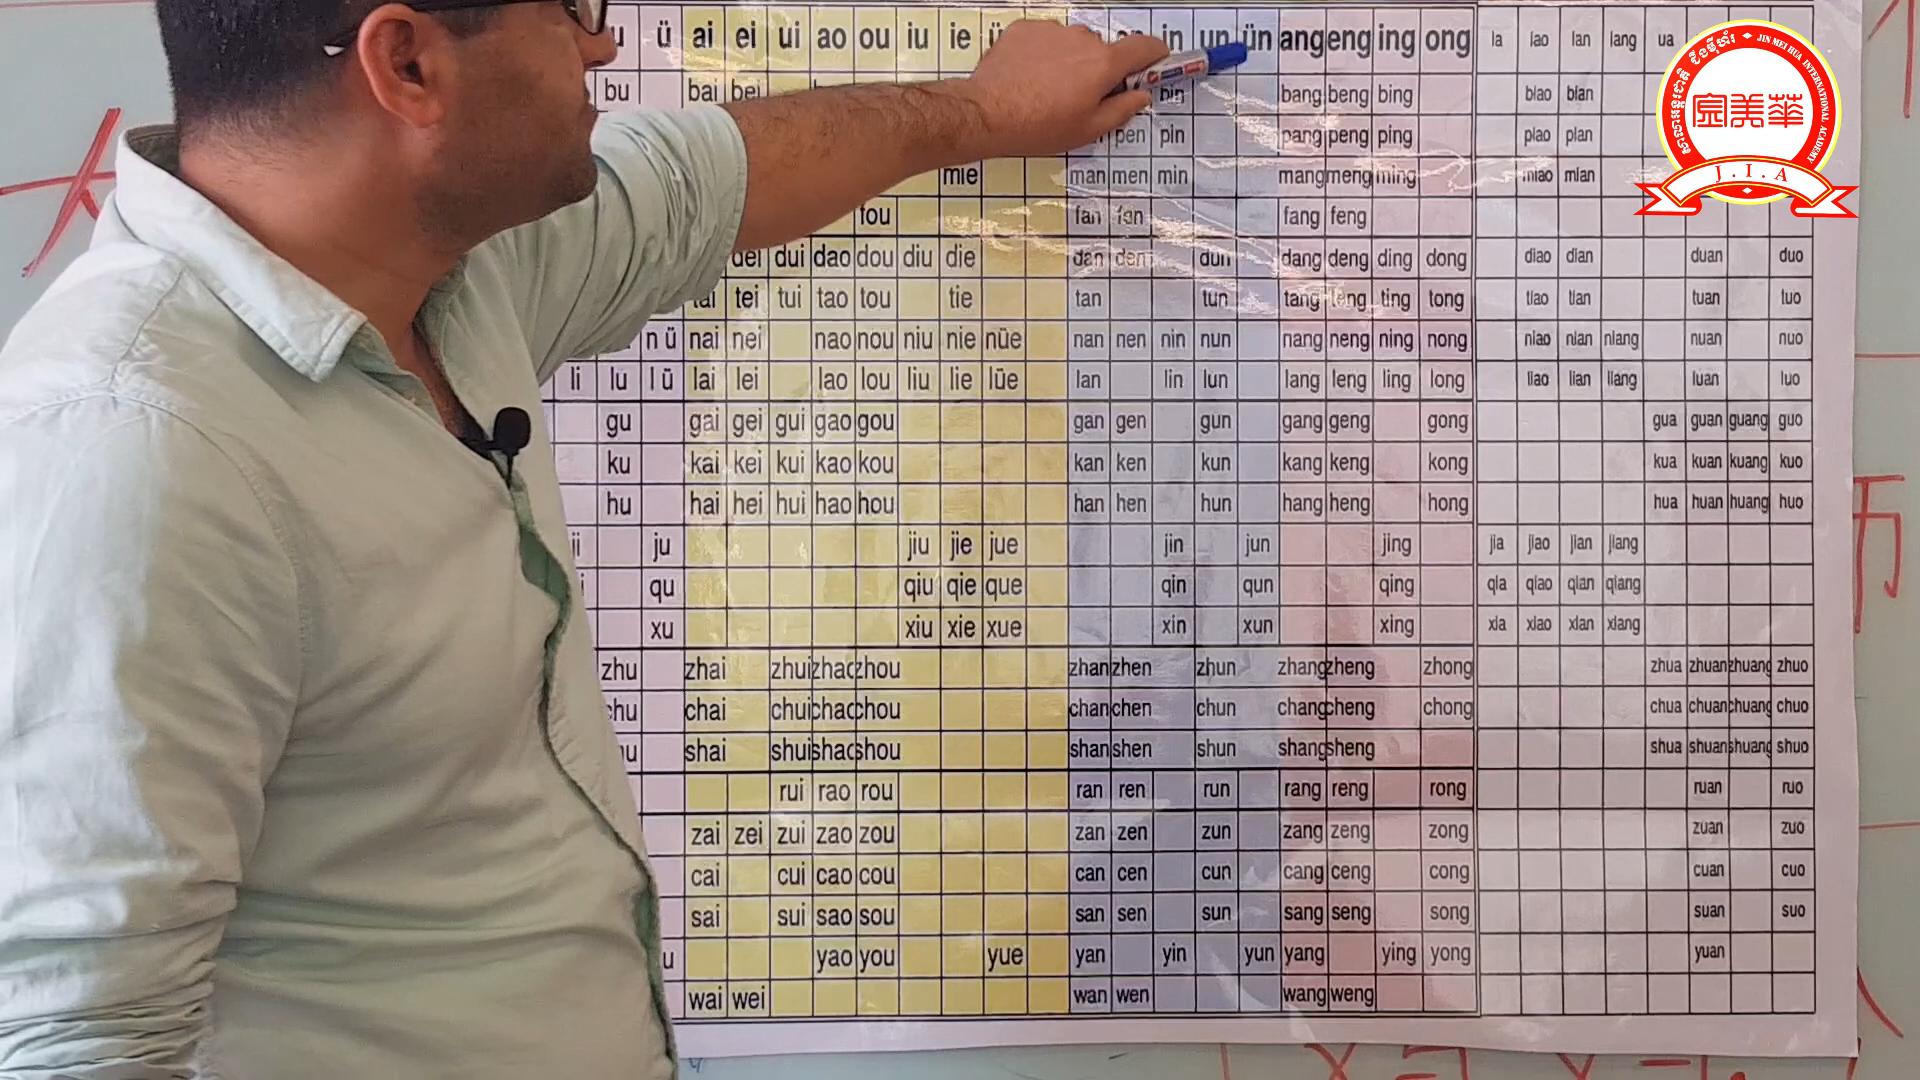 u ü ai ei ui ao ou iu ie in un ün ang eng ing ong ia iao ian iang ua
bu bai bei bin bang beng bing biao bian
pen pin pang peng ping piao pian
mie man men min mang meng ming miao mian
fou fan fen fang feng
dei dui dao dou diu die dan den dun dang deng ding dong diao dian duan duo
tai tei tui tao tou tie tan tun tang teng ting tong tiao tian tuan tuo
n ü nai nei nao nou niu nie nüe nan nen nin nun nang neng ning nong niao nian niang nuan nuo
li lu l ü lai lei lao lou liu lie lüe lan lin lun lang leng ling long liao lian liang luan luo
gu gai gei gui gao gou gan gen gun gang geng gong gua guan guang guo
ku kai kei kui kao kou kan ken kun kang keng kong kua kuan kuang kuo
hu hai hei hui hao hou han hen hun hang heng hong hua huan huang huo
ji ju jiu jie jue jin jun jing jia jiao jian jiang
qu qiu qie que qin qun qing qia qiao qian qiang
xu xiu xie xue xin xun xing xia xiao xian xiang
zhu zhai zhui zhao zhou zhan zhen zhun zhang zheng zhong zhua zhuan zhuang zhuo
chu chai chui chao chou chan chen chun chang cheng chong chua chuan chuang chuo
shai shui shao shou shan shen shun shang sheng shua shuan shuang shuo
rui rao rou ran ren run rang reng rong ruan ruo
zai zei zui zao zou zan zen zun zang zeng zong zuan zuo
cai cui cao cou can cen cun cang ceng cong cuan cuo
sai sui sao sou san sen sun sang seng song suan suo
u yao you yue yan yin yun yang ying yong yuan
wai wei wan wen wang weng
JIN MEI HUA INTERNATIONAL ACADEMY
美華
J.I.A